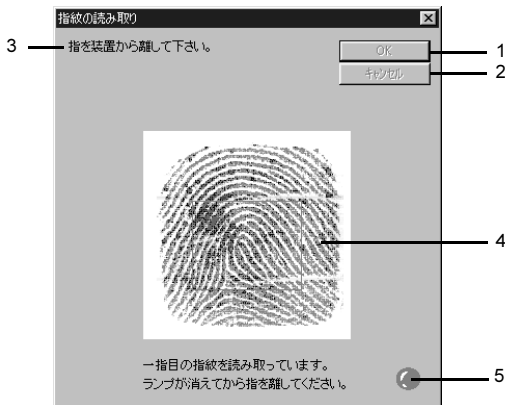 指紋の読み取り
3 指を装置から離して下さい。
OK 1
キャンセル 2
4
一指目の指紋を読み取っています。
ランプが消えてから指を離してください。
5